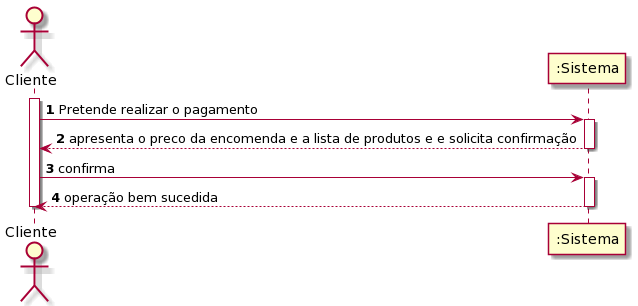 Cliente
:Sistema
1 Pretende realizar o pagamento
2 apresenta o preco da encomenda e a lista de produtos e e solicita confirmação
3 confirma
4 operação bem sucedida
Cliente
:Sistema